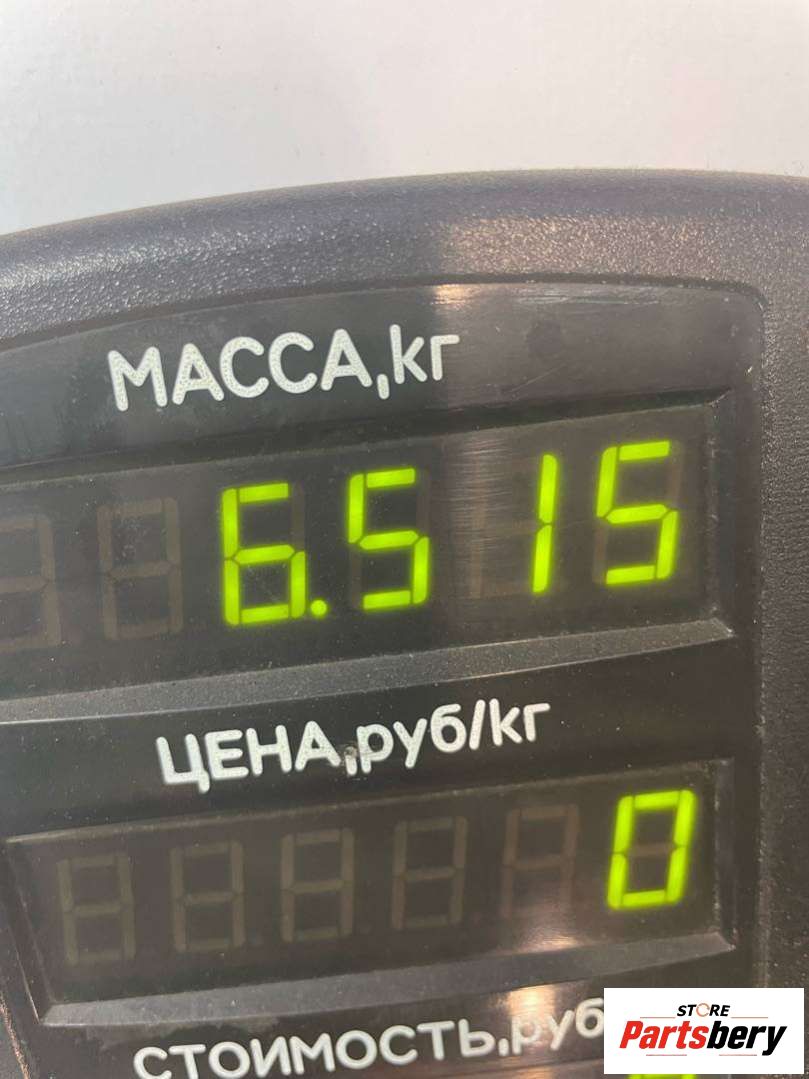 МАССА,кг
6.515
ЦЕНА,руб/кг
0
СТОИМОСТЬ,руб
STORE
Partsbery